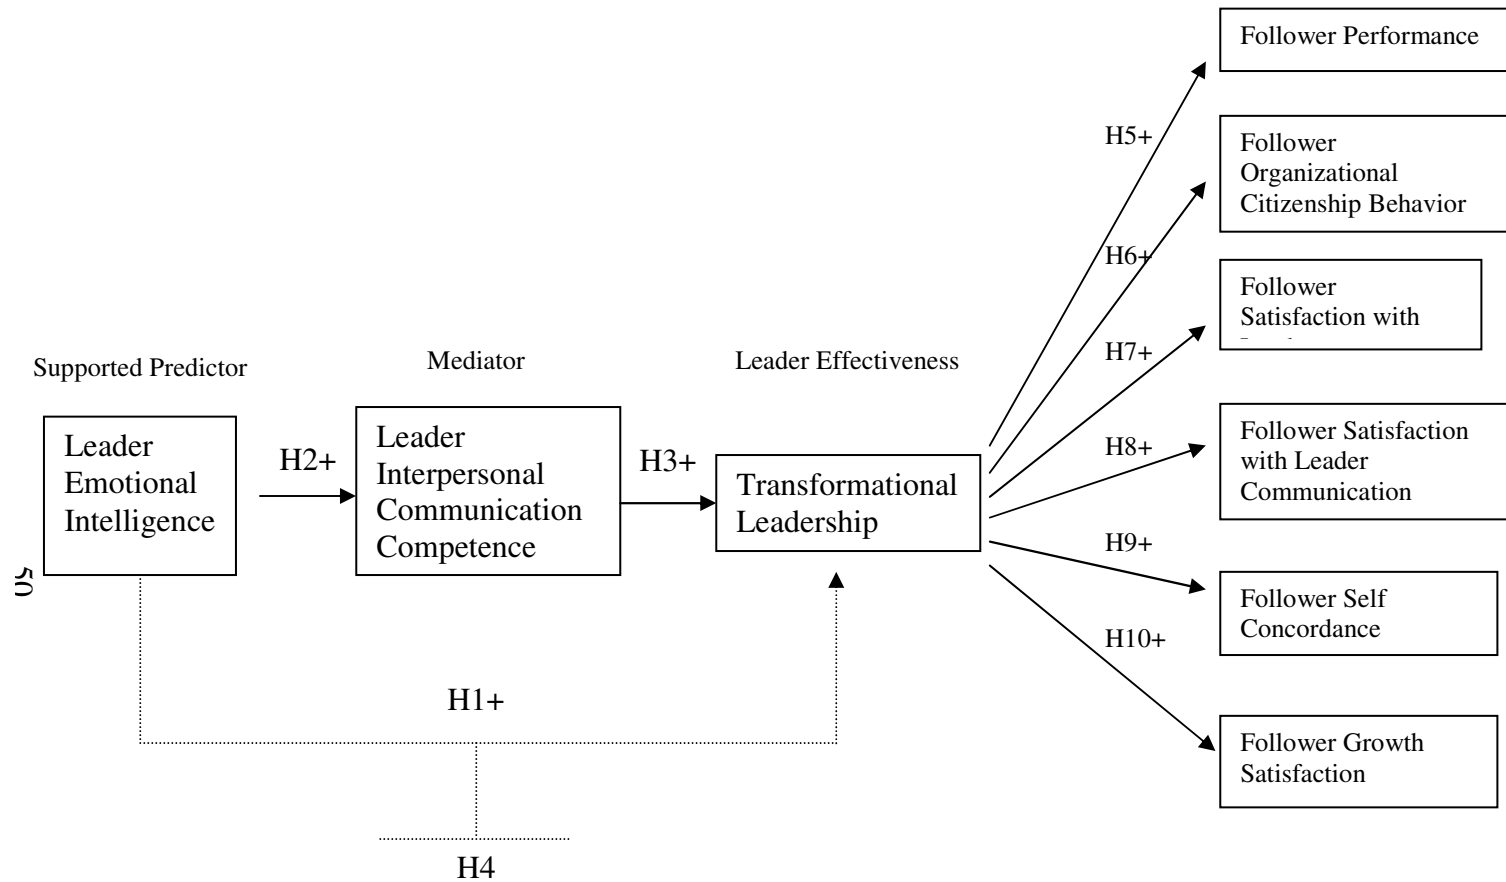 Supported Predictor
Leader
Emotional
Intelligence
50
H2+
Mediator
Leader
Interpersonal
Communication
Competence
H3+
Leader Effectiveness
Transformational
Leadership
H1+
H4
H5+
H6+
H7+
H8+
H9+
H10+
Follower Performance
Follower
Organizational
Citizenship Behavior
Follower
Satisfaction with
Follower Satisfaction
with Leader
Communication
Follower Self
Concordance
Follower Growth
Satisfaction